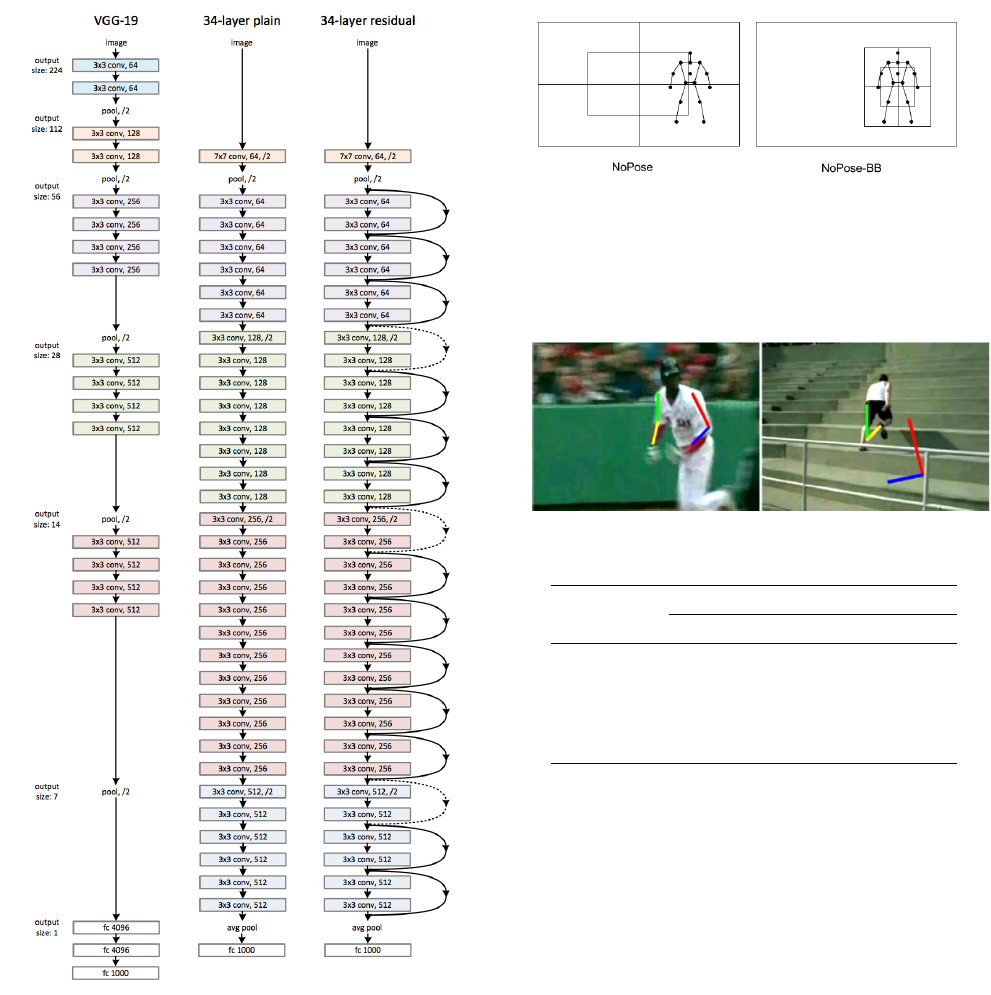 VGG-19
image
output
size: 224
3x3 conv, 64
3x3 conv, 64
pool, /2
output
size: 112
3x3 conv, 128
3x3 conv, 128
pool, /2
output
size: 56
3x3 conv, 256
3x3 conv, 256
3x3 conv, 256
3x3 conv, 256
pool, /2
output
size: 28
3x3 conv, 512
3x3 conv, 512
3x3 conv, 512
3x3 conv, 512
pool, /2
output
size: 14
3x3 conv, 512
3x3 conv, 512
3x3 conv, 512
3x3 conv, 512
pool, /2
output
size: 7
output
size: 1
fc 4096
fc 4096
fc 1000
34-layer plain
image
7x7 conv, 64, /2
pool, /2
3x3 conv, 64
3x3 conv, 64
3x3 conv, 64
3x3 conv, 64
3x3 conv, 64
3x3 conv, 64
3x3 conv, 128, /2
3x3 conv, 128
3x3 conv, 128
3x3 conv, 128
3x3 conv, 128
3x3 conv, 128
3x3 conv, 128
3x3 conv, 128
3x3 conv, 256, /2
3x3 conv, 256
3x3 conv, 256
3x3 conv, 256
3x3 conv, 256
3x3 conv, 256
3x3 conv, 256
3x3 conv, 256
3x3 conv, 256
3x3 conv, 256
3x3 conv, 256
3x3 conv, 256
3x3 conv, 512, /2
3x3 conv, 512
3x3 conv, 512
3x3 conv, 512
3x3 conv, 512
3x3 conv, 512
avg pool
fc 1000
34-layer residual
image
7x7 conv, 64, /2
pool, /2
3x3 conv, 64
3x3 conv, 64
3x3 conv, 64
3x3 conv, 64
3x3 conv, 64
3x3 conv, 64
3x3 conv, 128, /2
3x3 conv, 128
3x3 conv, 128
3x3 conv, 128
3x3 conv, 128
3x3 conv, 128
3x3 conv, 128
3x3 conv, 128
3x3 conv, 256, /2
3x3 conv, 256
3x3 conv, 256
3x3 conv, 256
3x3 conv, 256
3x3 conv, 256
3x3 conv, 256
3x3 conv, 256
3x3 conv, 256
3x3 conv, 256
3x3 conv, 256
3x3 conv, 256
3x3 conv, 512, /2
3x3 conv, 512
3x3 conv, 512
3x3 conv, 512
3x3 conv, 512
3x3 conv, 512
avg pool
fc 1000
NoPose
NoPose-BB